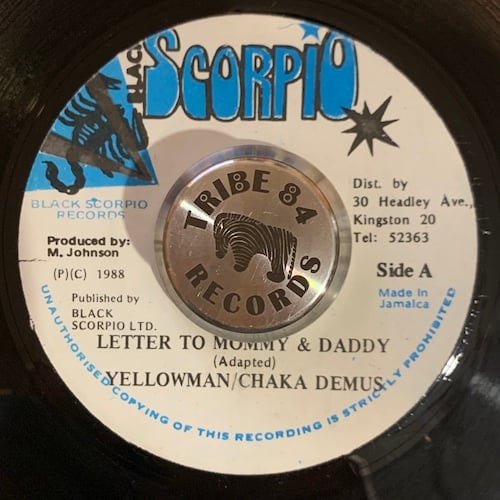 BLACK
SCORPIO
BLACK SCORPIO
RECORDS
Produced by:
M. Johnson
(P)(C) 1988
Published by
BLACK
SCORPIO LTD.
TRIBE 84
RECORDS
Dist. by
30 Headley Ave.,
Kingston 20
Tel: 52363
Side A
Made in
Jamaica
LETTER TO MOMMY & DADDY
(Adapted)
YELLOWMAN/CHAKA DEMUS
UNAUTHORISED COPYING OF THIS RECORDING IS STRICTLY PROHIBITED